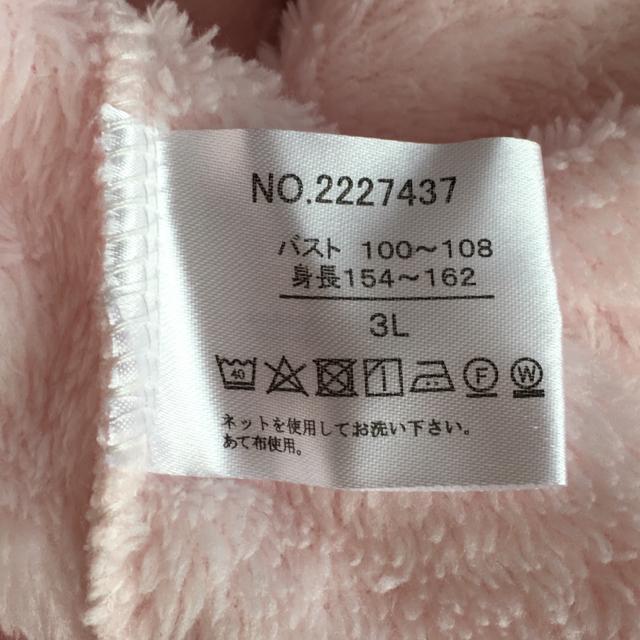 NO.2227437
バスト 100～108
身長154～162
3L
40 F W
ネットを使用してお洗い下さい。
あて布使用。